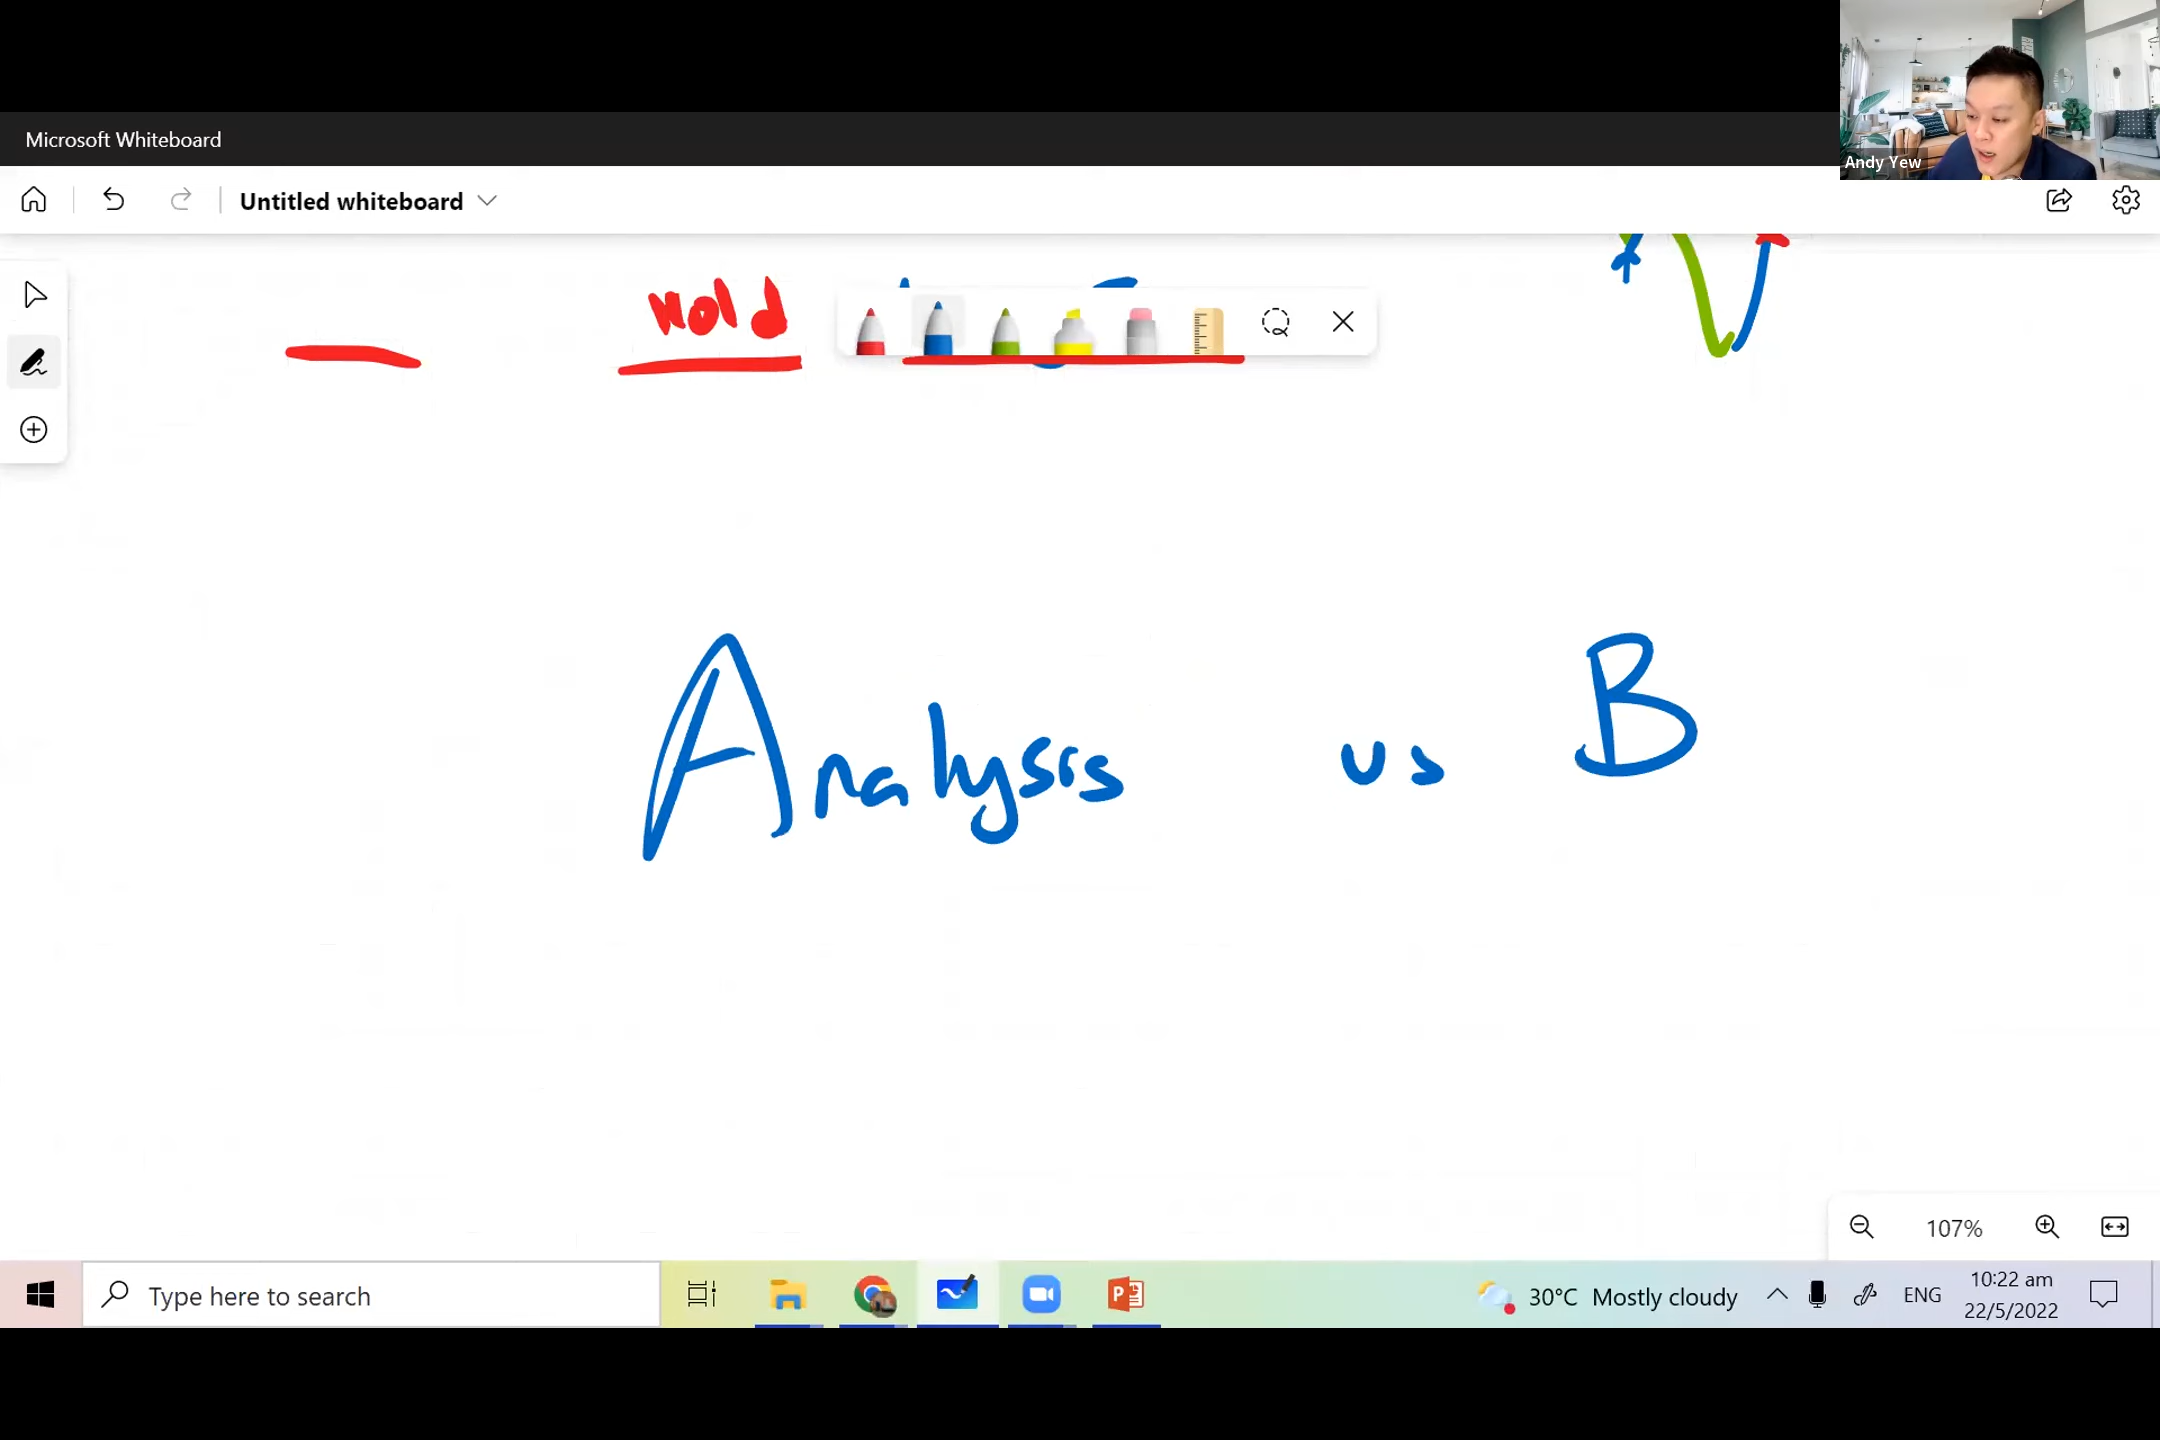 Andy Yew
Microsoft Whiteboard
Untitled whiteboard
Hold
Analysis vs B
107%
Type here to search
30°C Mostly cloudy
ENG
10:22 am
22/5/2022